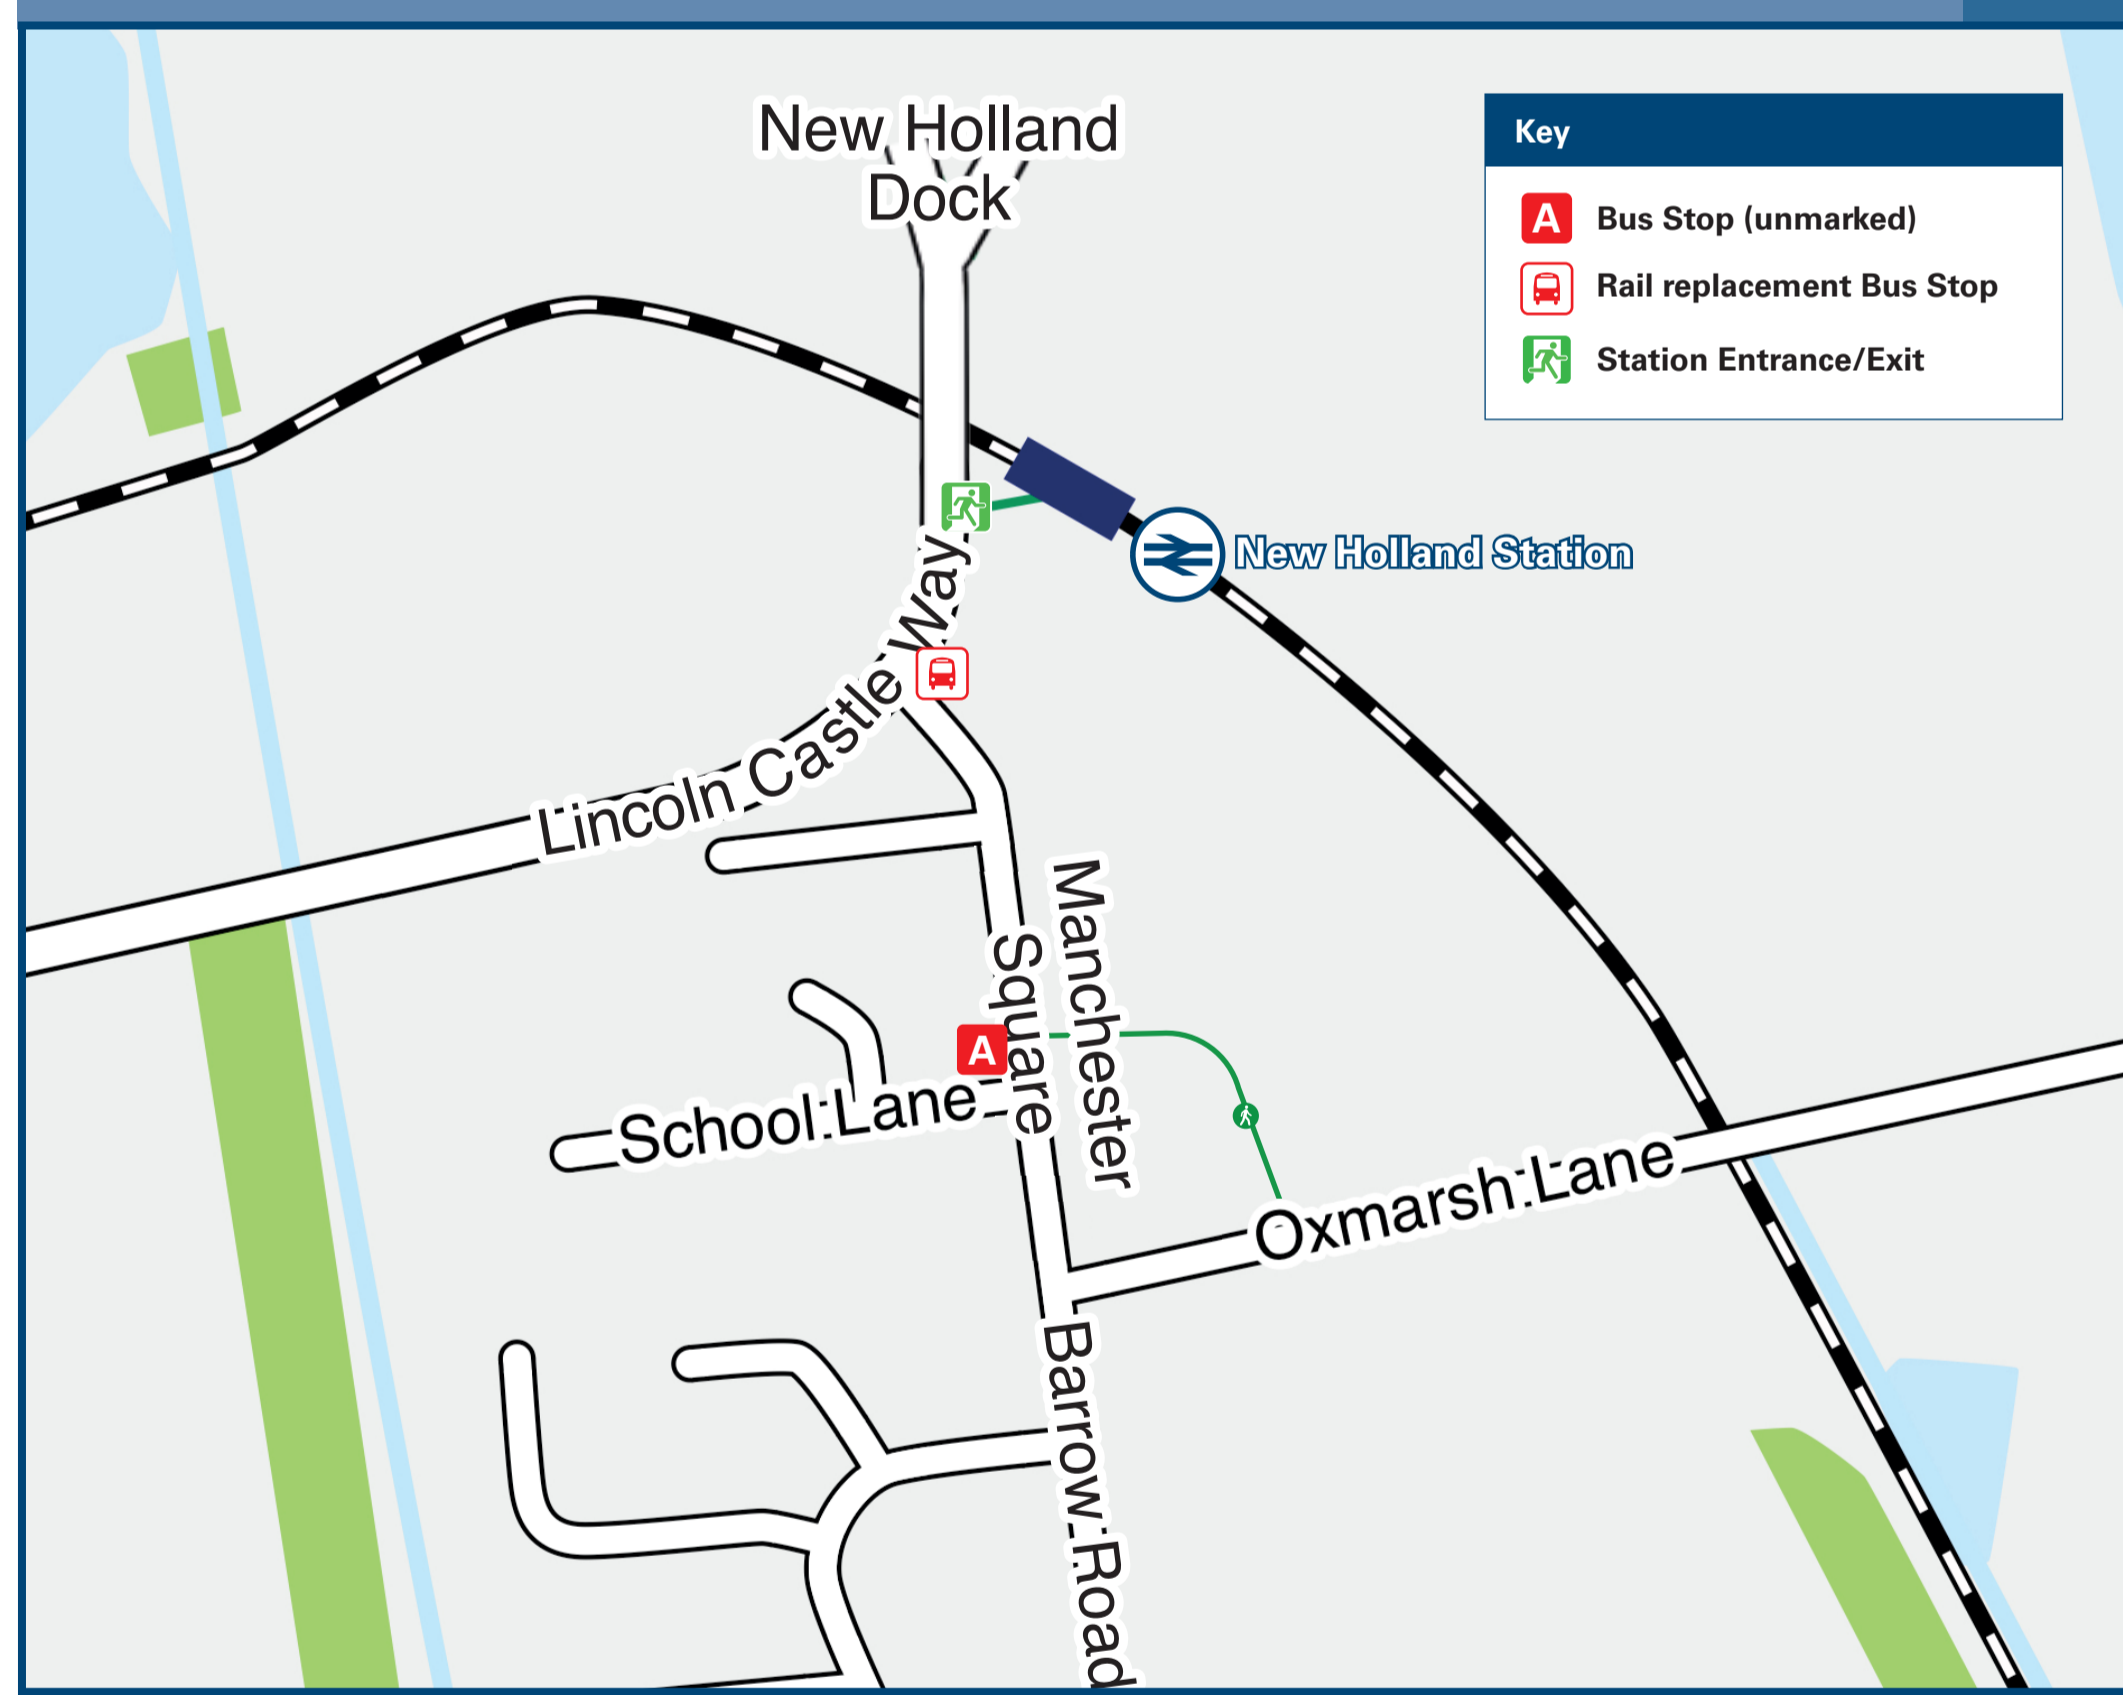 New Holland
Dock
Key
A
Bus Stop (unmarked)
Rail replacement Bus Stop
Station Entrance/Exit
New Holland Station
Lincoln Castle Way
Manchester
Square
A
School Lane
Oxmarsh Lane
Barrow Road